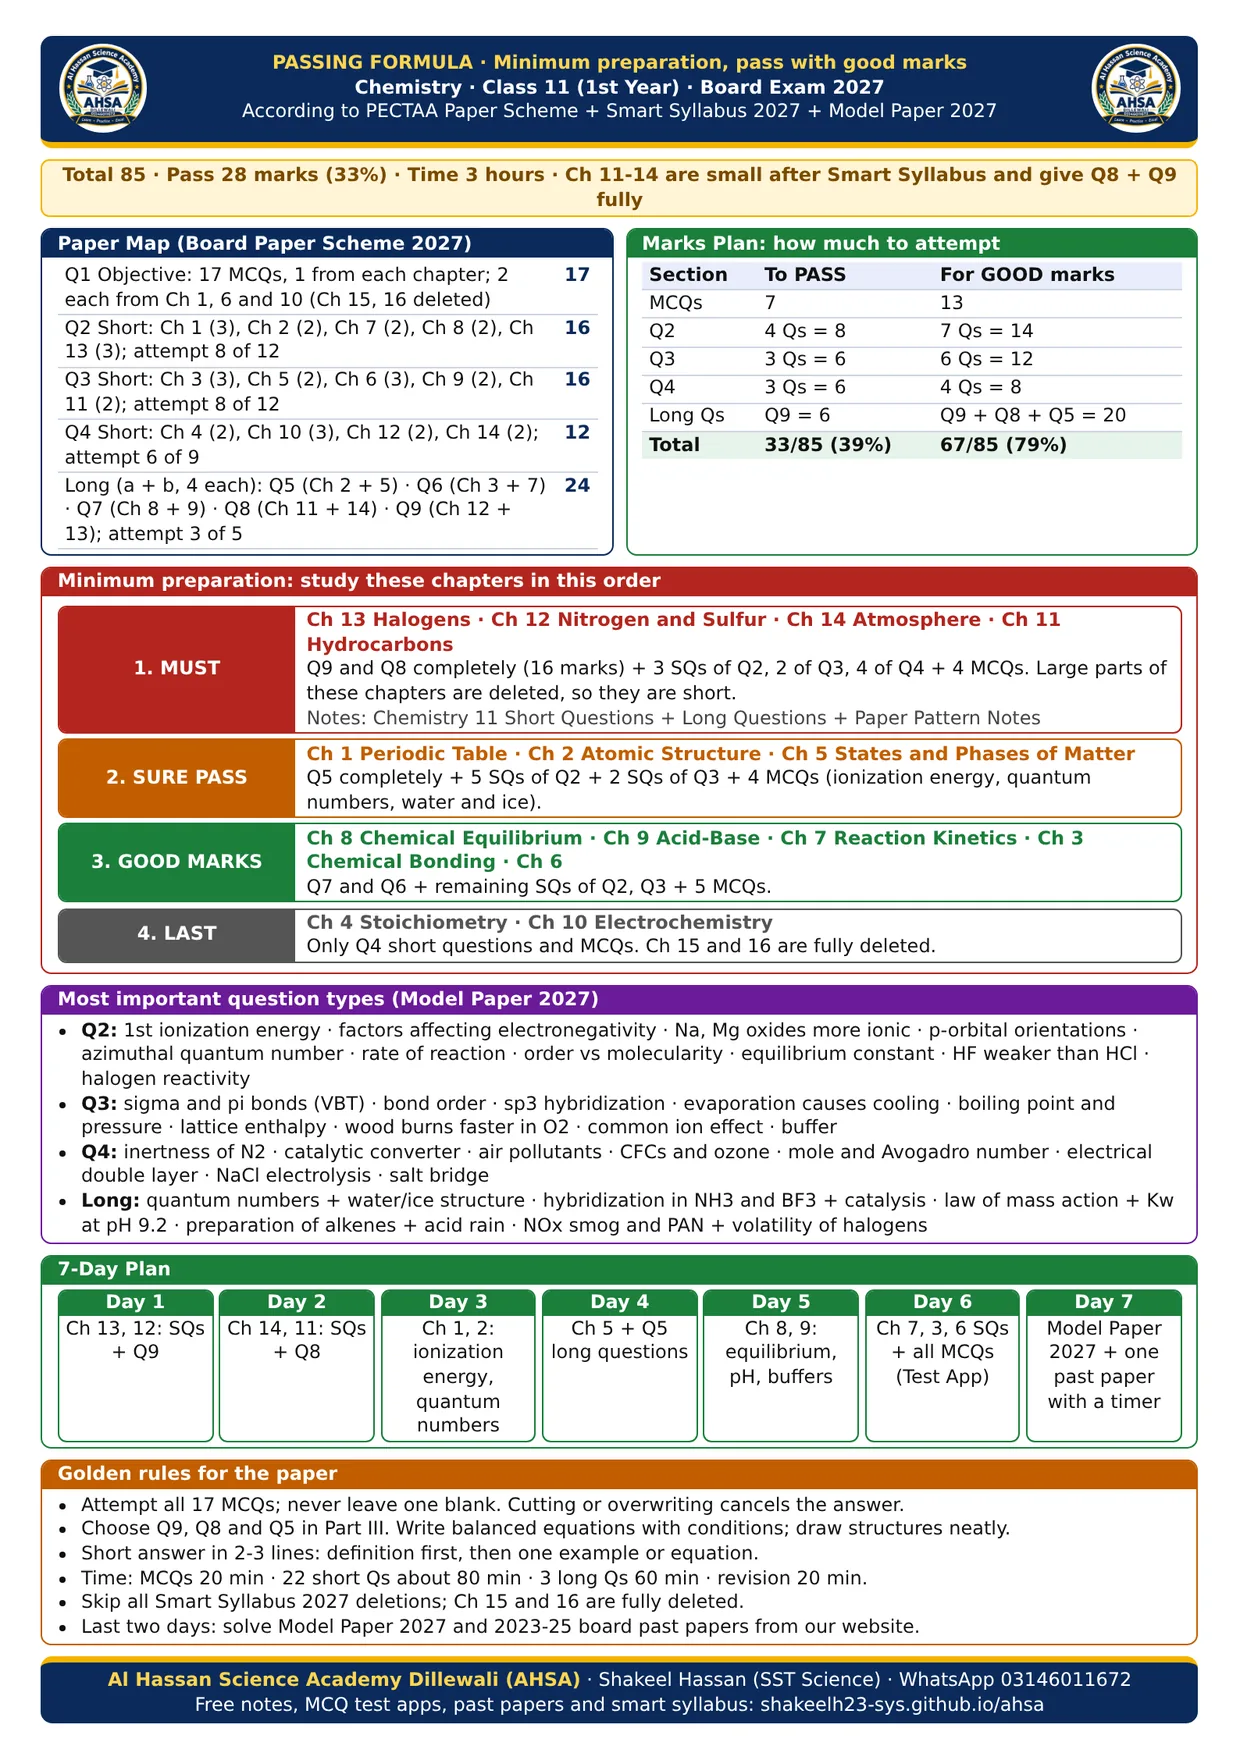 PASSING FORMULA · Minimum preparation, pass with good marks
Chemistry · Class 11 (1st Year) · Board Exam 2027
According to PECTAA Paper Scheme + Smart Syllabus 2027 + Model Paper 2027
Al Hassan Science Academy
AHSA
Al Hassan Science Academy
AHSA
Total 85 · Pass 28 marks (33%) · Time 3 hours · Ch 11-14 are small after Smart Syllabus and give Q8 + Q9
fully
Paper Map (Board Paper Scheme 2027)
Q1 Objective: 17 MCQs, 1 from each chapter; 2 17
each from Ch 1, 6 and 10 (Ch 15, 16 deleted)
Q2 Short: Ch 1 (3), Ch 2 (2), Ch 7 (2), Ch 8 (2), Ch 16
13 (3); attempt 8 of 12
Q3 Short: Ch 3 (3), Ch 5 (2), Ch 6 (3), Ch 9 (2), Ch 16
11 (2); attempt 8 of 12
Q4 Short: Ch 4 (2), Ch 10 (3), Ch 12 (2), Ch 14 (2); 12
attempt 6 of 9
Long (a + b, 4 each): Q5 (Ch 2 + 5) · Q6 (Ch 3 + 7) 24
· Q7 (Ch 8 + 9) · Q8 (Ch 11 + 14) · Q9 (Ch 12 +
13); attempt 3 of 5
Marks Plan: how much to attempt
Section To PASS For GOOD marks
MCQs 7 13
Q2 4 Qs = 8 7 Qs = 14
Q3 3 Qs = 6 6 Qs = 12
Q4 3 Qs = 6 4 Qs = 8
Long Qs Q9 = 6 Q9 + Q8 + Q5 = 20
Total 33/85 (39%) 67/85 (79%)
Minimum preparation: study these chapters in this order
1. MUST
Ch 13 Halogens · Ch 12 Nitrogen and Sulfur · Ch 14 Atmosphere · Ch 11
Hydrocarbons
Q9 and Q8 completely (16 marks) + 3 SQs of Q2, 2 of Q3, 4 of Q4 + 4 MCQs. Large parts of
these chapters are deleted, so they are short.
Notes: Chemistry 11 Short Questions + Long Questions + Paper Pattern Notes
2. SURE PASS
Ch 1 Periodic Table · Ch 2 Atomic Structure · Ch 5 States and Phases of Matter
Q5 completely + 5 SQs of Q2 + 2 SQs of Q3 + 4 MCQs (ionization energy, quantum
numbers, water and ice).
3. GOOD MARKS
Ch 8 Chemical Equilibrium · Ch 9 Acid-Base · Ch 7 Reaction Kinetics · Ch 3
Chemical Bonding · Ch 6
Q7 and Q6 + remaining SQs of Q2, Q3 + 5 MCQs.
4. LAST
Ch 4 Stoichiometry · Ch 10 Electrochemistry
Only Q4 short questions and MCQs. Ch 15 and 16 are fully deleted.
Most important question types (Model Paper 2027)
• Q2: 1st ionization energy · factors affecting electronegativity · Na, Mg oxides more ionic · p-orbital orientations ·
azimuthal quantum number · rate of reaction · order vs molecularity · equilibrium constant · HF weaker than HCl ·
halogen reactivity
• Q3: sigma and pi bonds (VBT) · bond order · sp3 hybridization · evaporation causes cooling · boiling point and
pressure · lattice enthalpy · wood burns faster in O2 · common ion effect · buffer
• Q4: inertness of N2 · catalytic converter · air pollutants · CFCs and ozone · mole and Avogadro number · electrical
double layer · NaCl electrolysis · salt bridge
• Long: quantum numbers + water/ice structure · hybridization in NH3 and BF3 + catalysis · law of mass action + Kw
at pH 9.2 · preparation of alkenes + acid rain · NOx smog and PAN + volatility of halogens
7-Day Plan
Day 1
Ch 13, 12: SQs
+ Q9
Day 2
Ch 14, 11: SQs
+ Q8
Day 3
Ch 1, 2:
ionization
energy,
quantum
numbers
Day 4
Ch 5 + Q5
long questions
Day 5
Ch 8, 9:
equilibrium,
pH, buffers
Day 6
Ch 7, 3, 6 SQs
+ all MCQs
(Test App)
Day 7
Model Paper
2027 + one
past paper
with a timer
Golden rules for the paper
• Attempt all 17 MCQs; never leave one blank. Cutting or overwriting cancels the answer.
• Choose Q9, Q8 and Q5 in Part III. Write balanced equations with conditions; draw structures neatly.
• Short answer in 2-3 lines: definition first, then one example or equation.
• Time: MCQs 20 min · 22 short Qs about 80 min · 3 long Qs 60 min · revision 20 min.
• Skip all Smart Syllabus 2027 deletions; Ch 15 and 16 are fully deleted.
• Last two days: solve Model Paper 2027 and 2023-25 board past papers from our website.
Al Hassan Science Academy Dillewali (AHSA) · Shakeel Hassan (SST Science) · WhatsApp 03146011672
Free notes, MCQ test apps, past papers and smart syllabus: shakeelh23-sys.github.io/ahsa